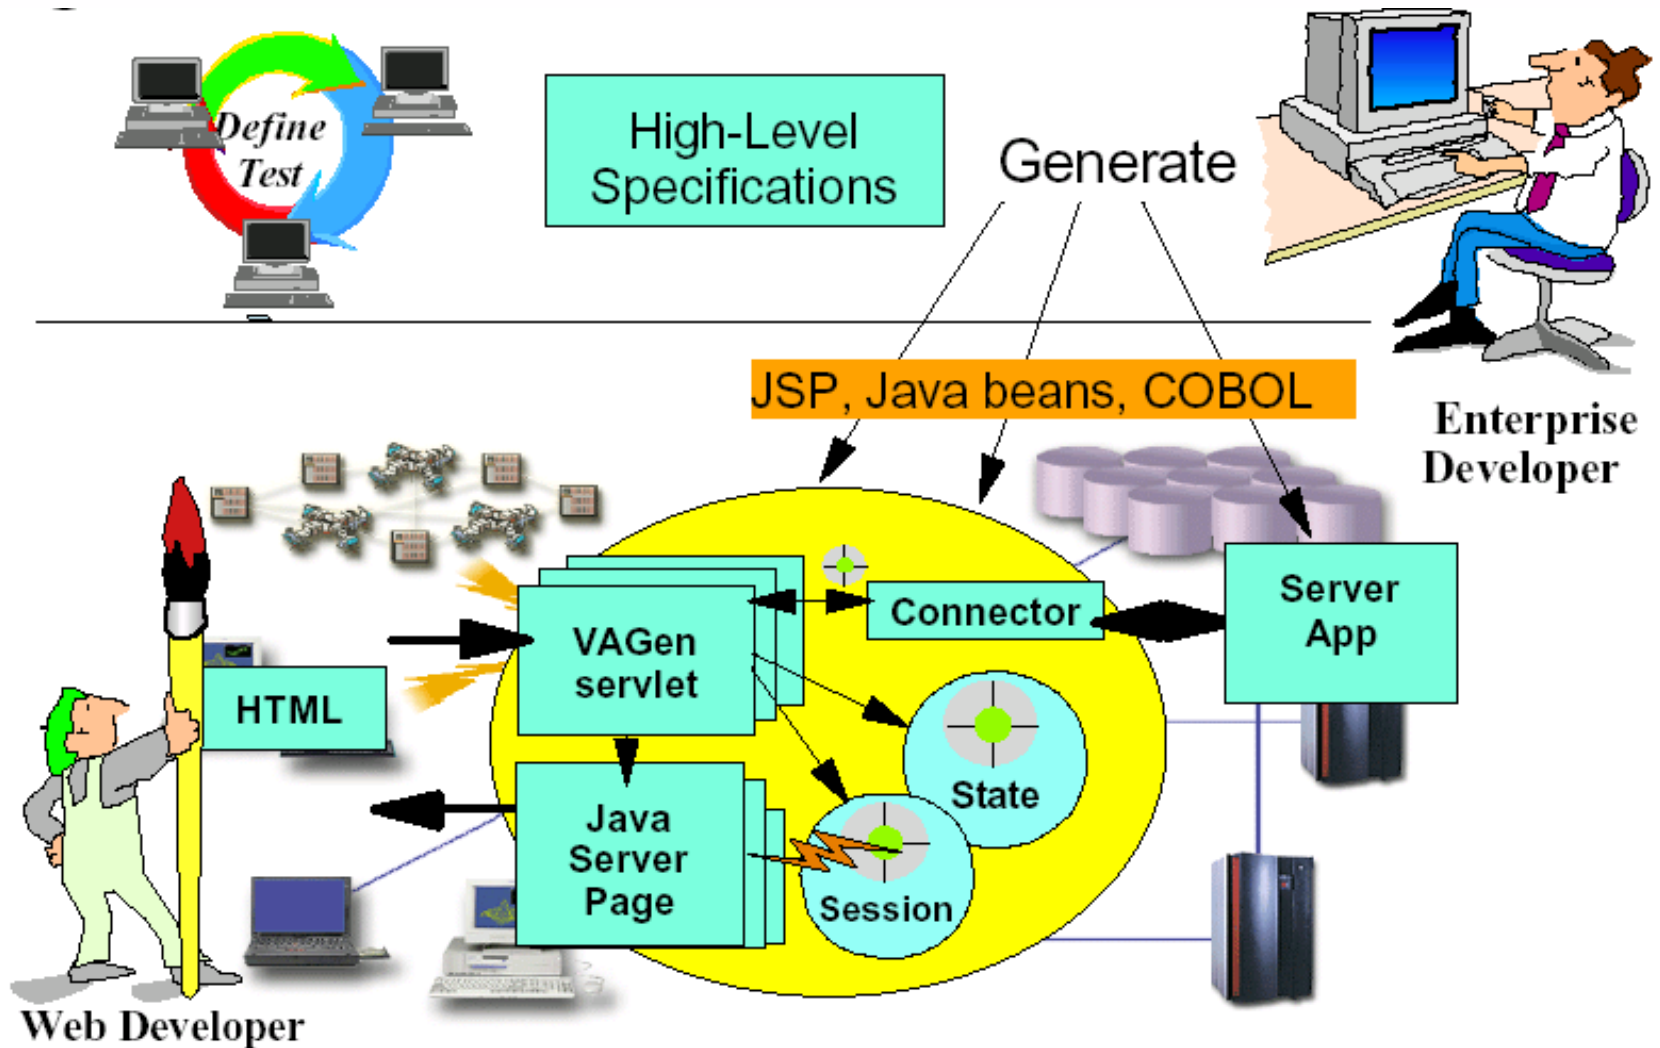 Define
Test
High-Level
Specifications
Generate
JSP, Java beans, COBOL
Enterprise
Developer
VAGen
servlet
Connector
Server
App
HTML
State
Java
Server
Page
Session
Web Developer